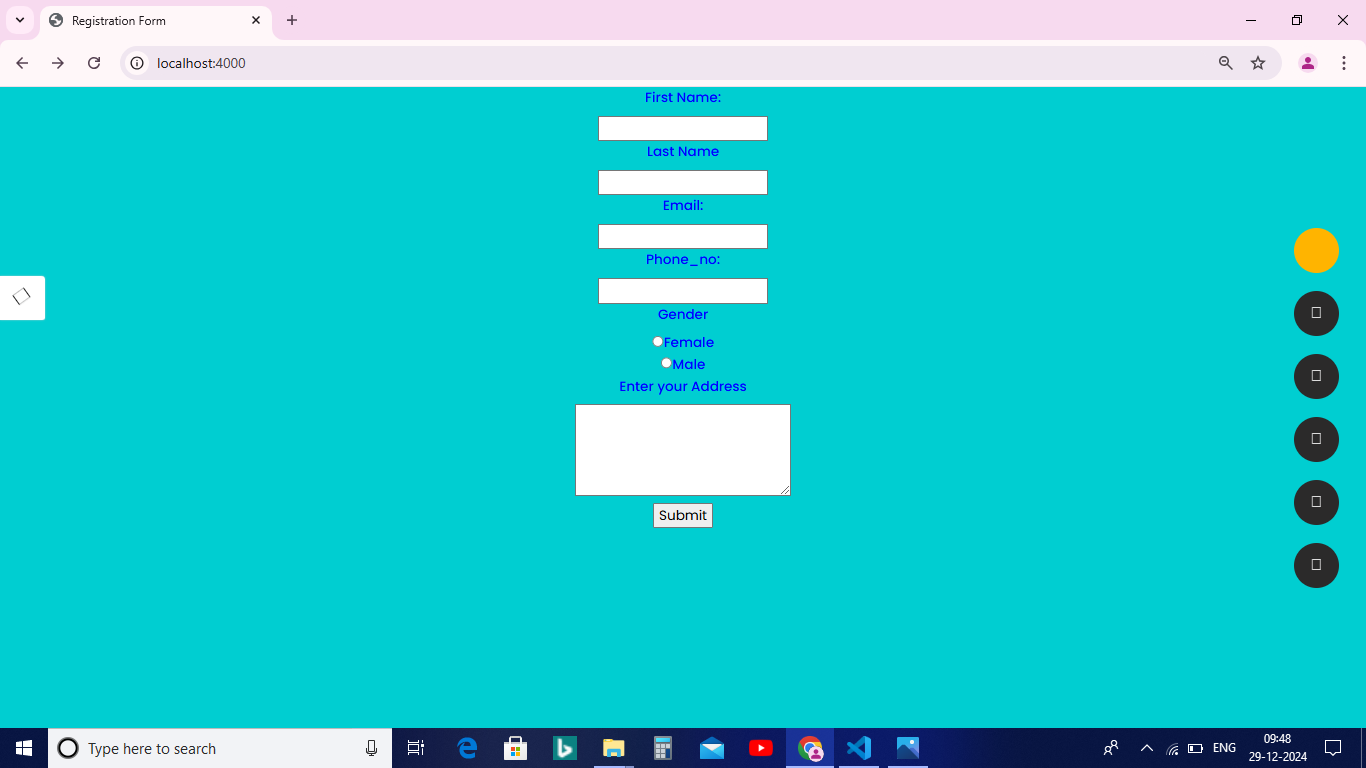 Registration Form
localhost:4000
First Name:
Last Name
Email:
Phone_no:
Gender
Female
Male
Enter your Address
Submit
Type here to search
ENG
09:48
29-12-2024